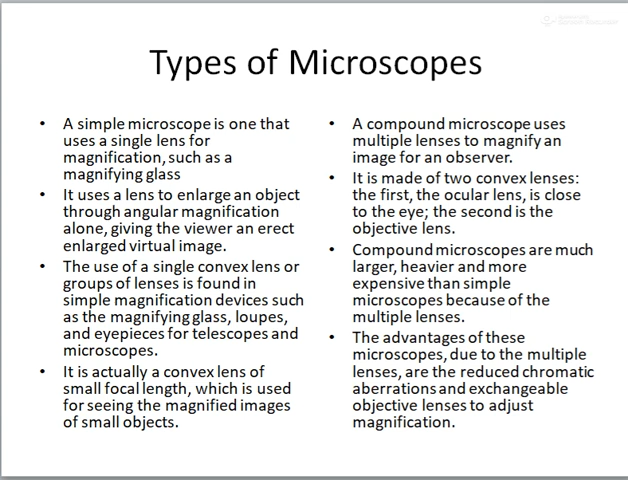 Types of Microscopes
• A simple microscope is one that
uses a single lens for
magnification, such as a
magnifying glass
• It uses a lens to enlarge an object
through angular magnification
alone, giving the viewer an erect
enlarged virtual image.
• The use of a single convex lens or
groups of lenses is found in
simple magnification devices such
as the magnifying glass, loupes,
and eyepieces for telescopes and
microscopes.
• It is actually a convex lens of
small focal length, which is used
for seeing the magnified images
of small objects.
• A compound microscope uses
multiple lenses to magnify an
image for an observer.
• It is made of two convex lenses:
the first, the ocular lens, is close
to the eye; the second is the
objective lens.
• Compound microscopes are much
larger, heavier and more
expensive than simple
microscopes because of the
multiple lenses.
• The advantages of these
microscopes, due to the multiple
lenses, are the reduced chromatic
aberrations and exchangeable
objective lenses to adjust
magnification.